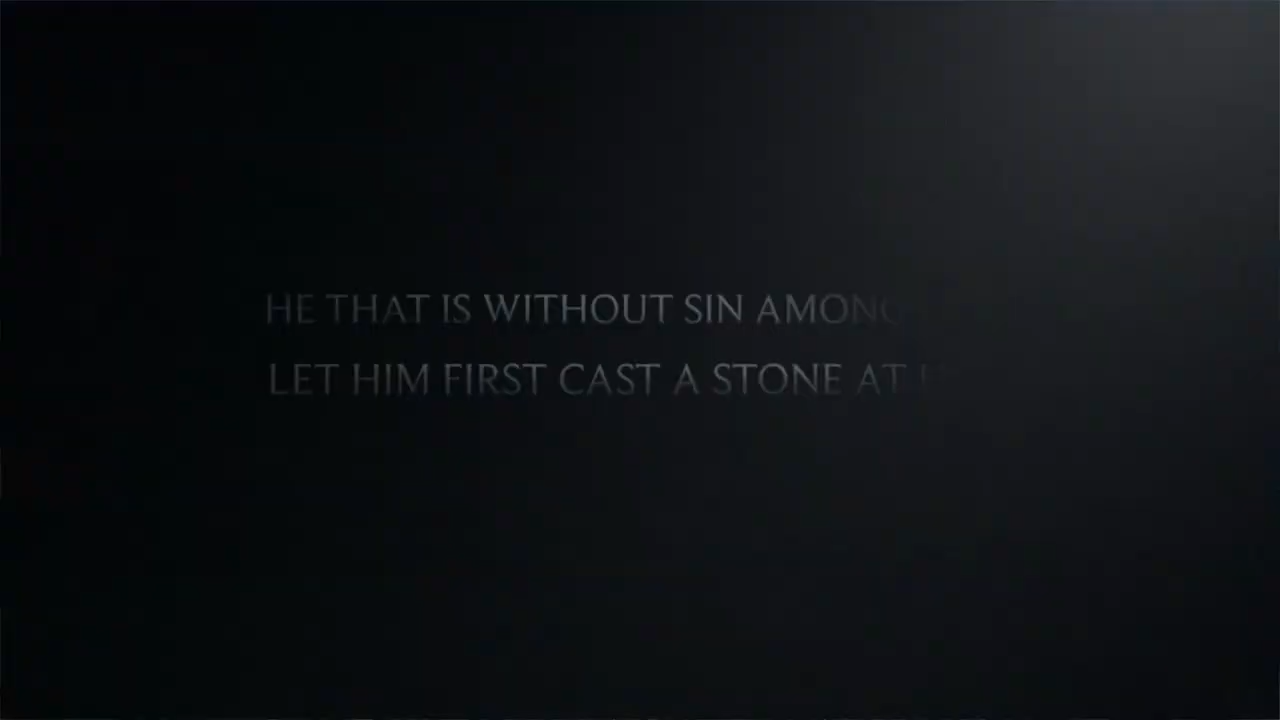 HE THAT IS WITHOUT SIN AMONG
LET HIM FIRST CAST A STONE AT